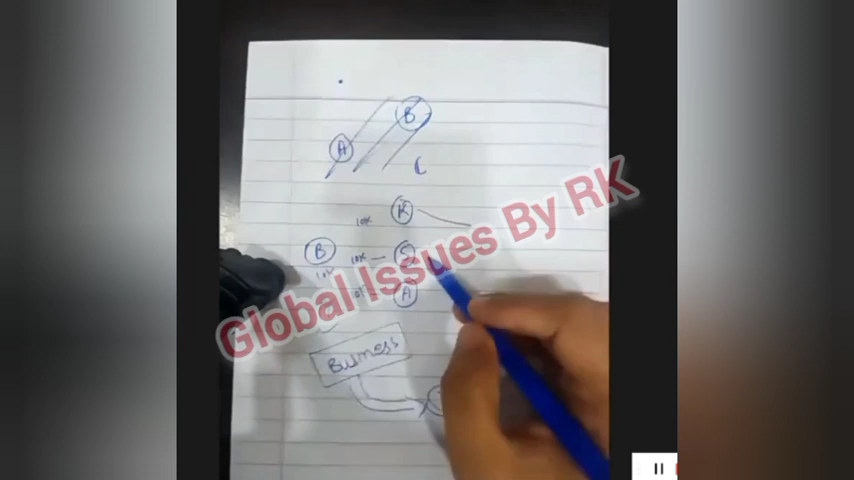 B
A
10K R
B 10K - S
10K 10K - A
Business
Global Issues By RK